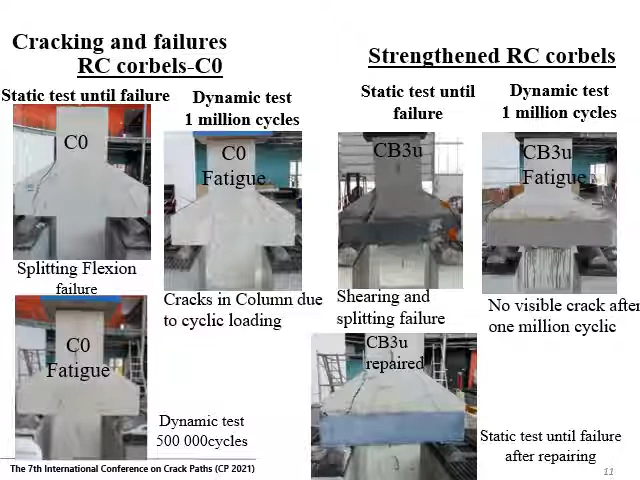 Cracking and failures
RC corbels-C0
Strengthened RC corbels
Static test until failure
Dynamic test
1 million cycles
Static test until
failure
Dynamic test
1 million cycles
C0
C0
Fatigue
CB3u
CB3u
Fatigue
Splitting Flexion
failure
Cracks in Column due
to cyclic loading
Shearing and
splitting failure
No visible crack after
one million cyclic
C0
Fatigue
CB3u
repaired
Dynamic test
500 000cycles
Static test until failure
after repairing
The 7th International Conference on Crack Paths (CP 2021)
11